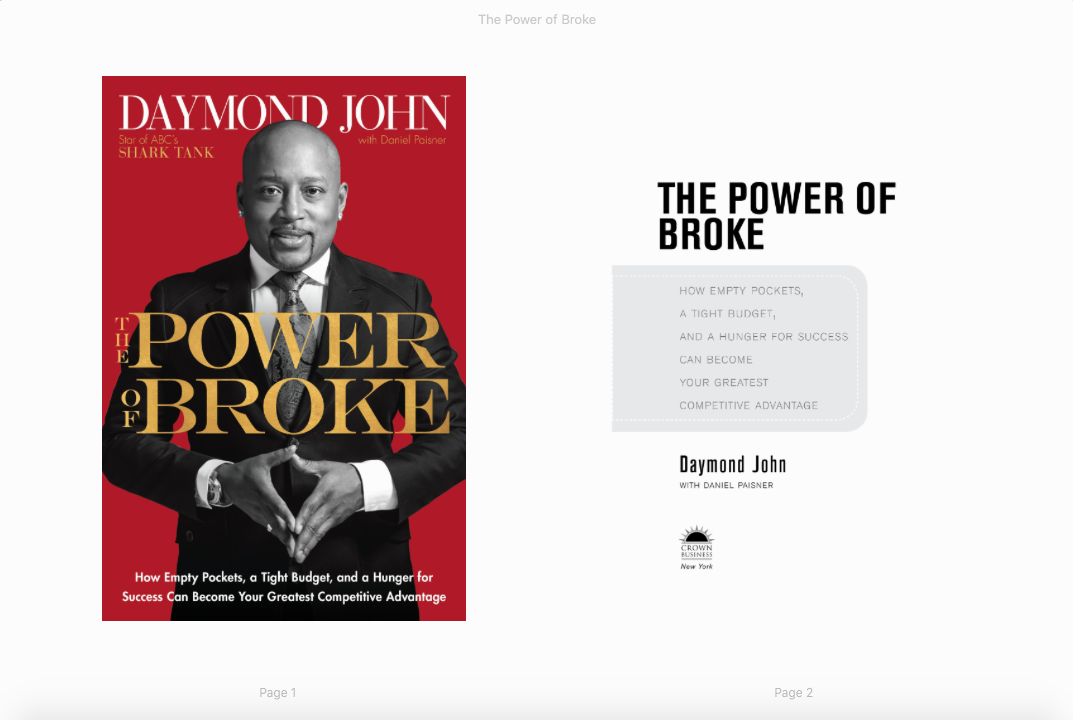 The Power of Broke
DAYMOND JOHN
Star of ABC's
SHARK TANK
with Daniel Paisner
THE POWER
OF BROKE
How Empty Pockets, a Tight Budget, and a Hunger for
Success Can Become Your Greatest Competitive Advantage
Page 1
THE POWER OF
BROKE
HOW EMPTY POCKETS,
A TIGHT BUDGET,
AND A HUNGER FOR SUCCESS
CAN BECOME
YOUR GREATEST
COMPETITIVE ADVANTAGE
Daymond John
WITH DANIEL PAISNER
CROWN
BUSINESS
New York
Page 2